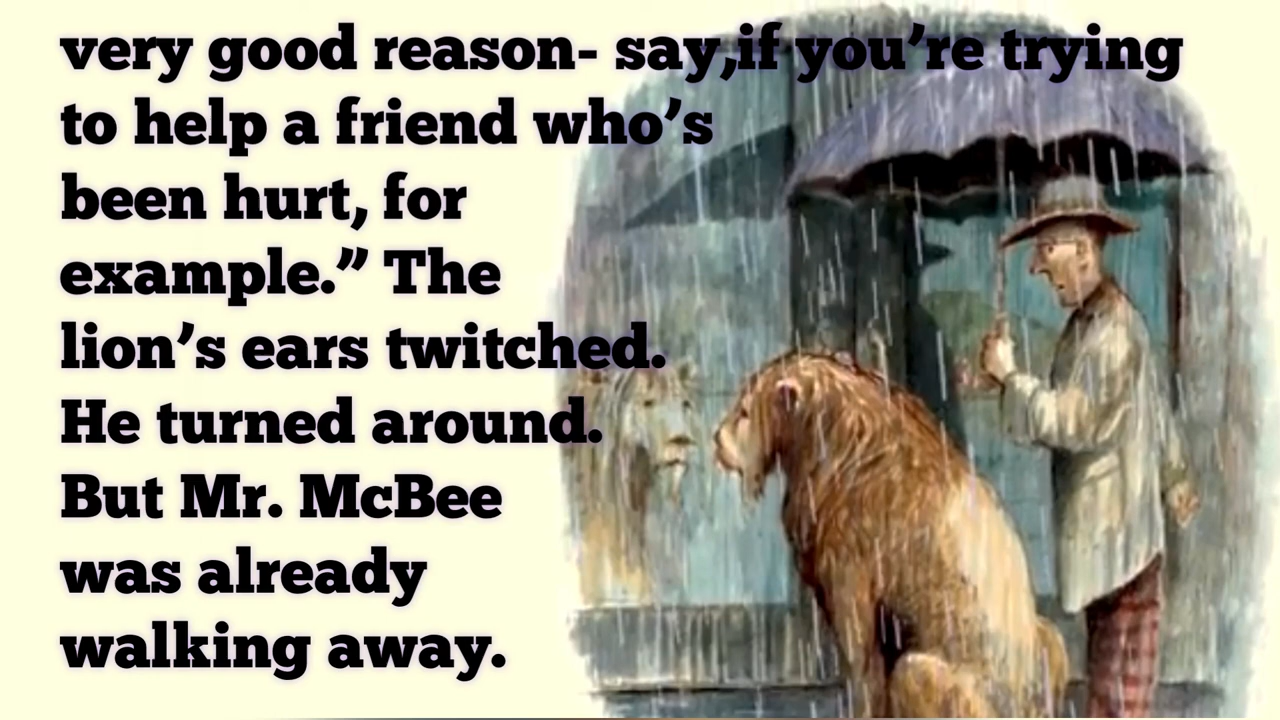 very good reason- say,if you’re trying
to help a friend who’s
been hurt, for
example.” The
lion’s ears twitched.
He turned around.
But Mr. McBee
was already
walking away.